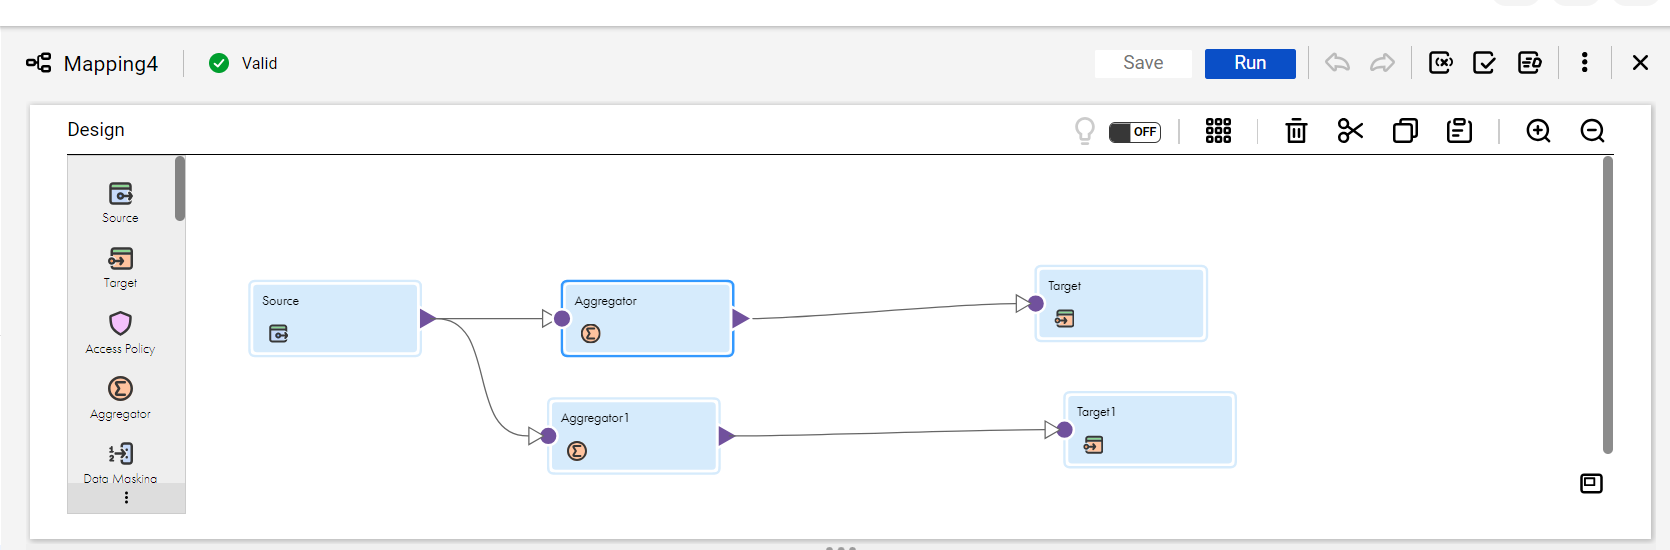 Mapping4
Valid
Save
Run
Design
OFF
Source
Target
Access Policy
Aggregator
Data Masking
Source
Aggregator
Target
Aggregator1
Target1